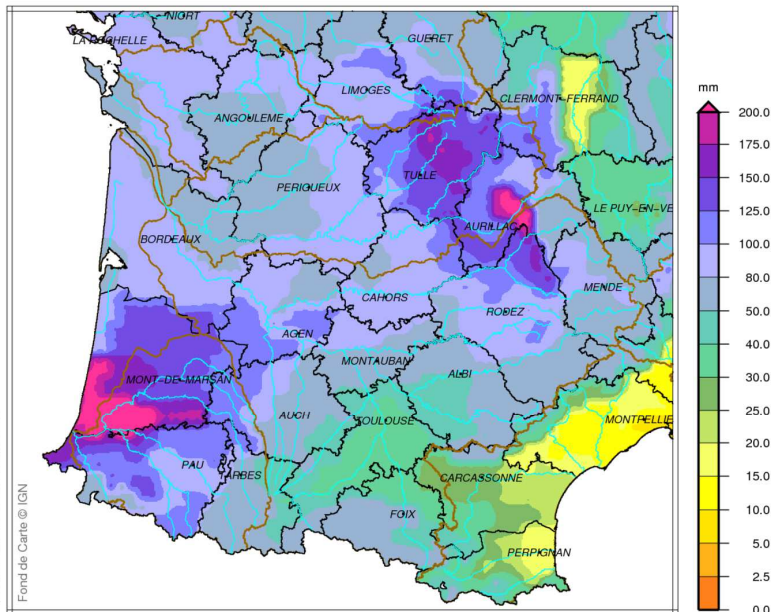 NIORT
GUERET
LA ROCHELLE
mm
LIMOGES
CLERMONT-FERRAND
200.0
ANGOULEME
175.0
150.0
TULLE
PERIGUEUX
125.0
LE PUY-EN-VE
AURILLAC
100.0
BORDEAUX
80.0
CAHORS
MENDE
RODEZ
60.0
AGEN
50.0
MONTAUBAN
ALBI
MONT-DE-MARSAN
40.0
30.0
AUCH
TOULOUSE
MONTPELLIE
20.0
PAU
TARBES
CARCASSONNE
15.0
10.0
FOIX
5.0
PERPIGNAN
2.5
1.0
0.0
Fond de Carte © IGN